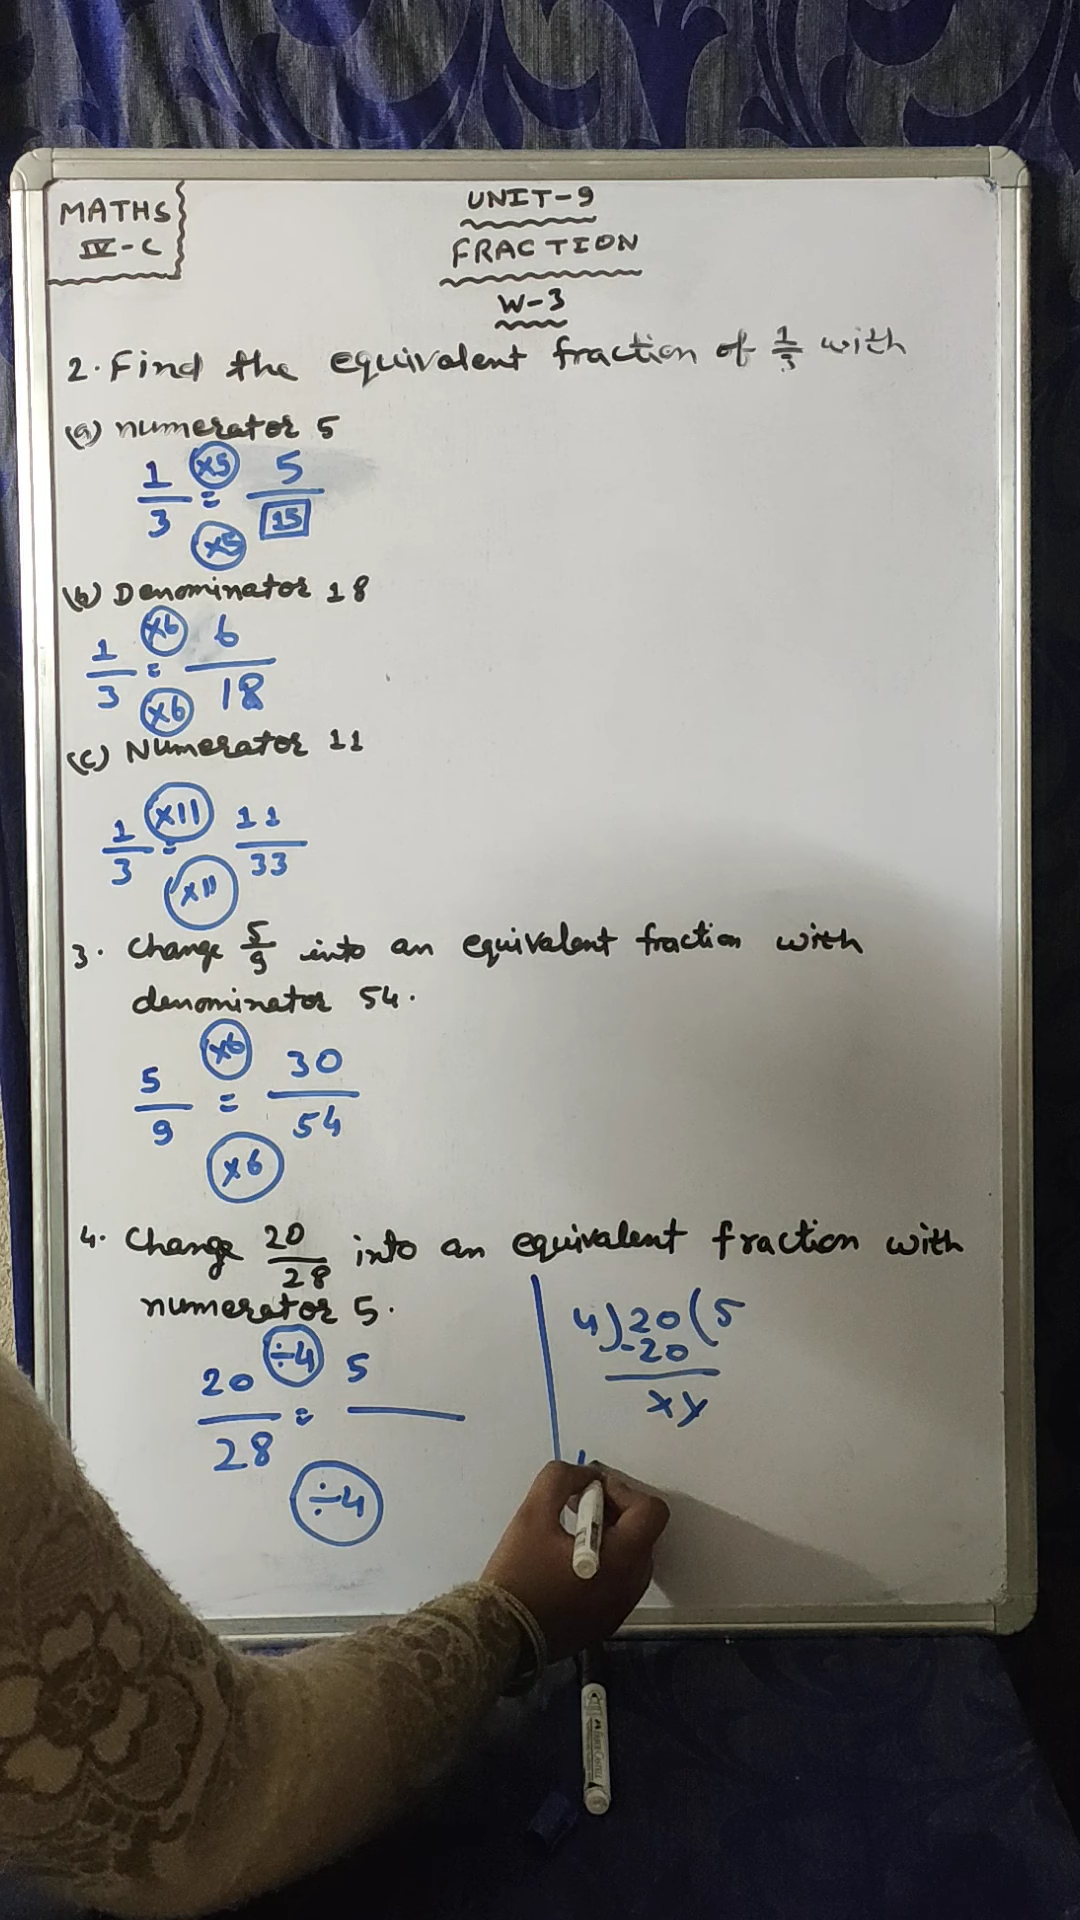 MATHS
IV-C
UNIT-9
FRACTION
W-3
2. Find the equivalent fraction of 1/3 with
(a) numerator 5
1/3 = 5/15
×5
×5
(b) Denominator 18
1/3 = 6/18
×6
×6
(c) Numerator 11
1/3 = 11/33
×11
×11
3. Change 5/9 into an equivalent fraction with
denominator 54.
5/9 = 30/54
×6
×6
4. Change 20/28 into an equivalent fraction with
numerator 5.
20/28 = 5/
÷4
÷4
4)20(5
-20
xx